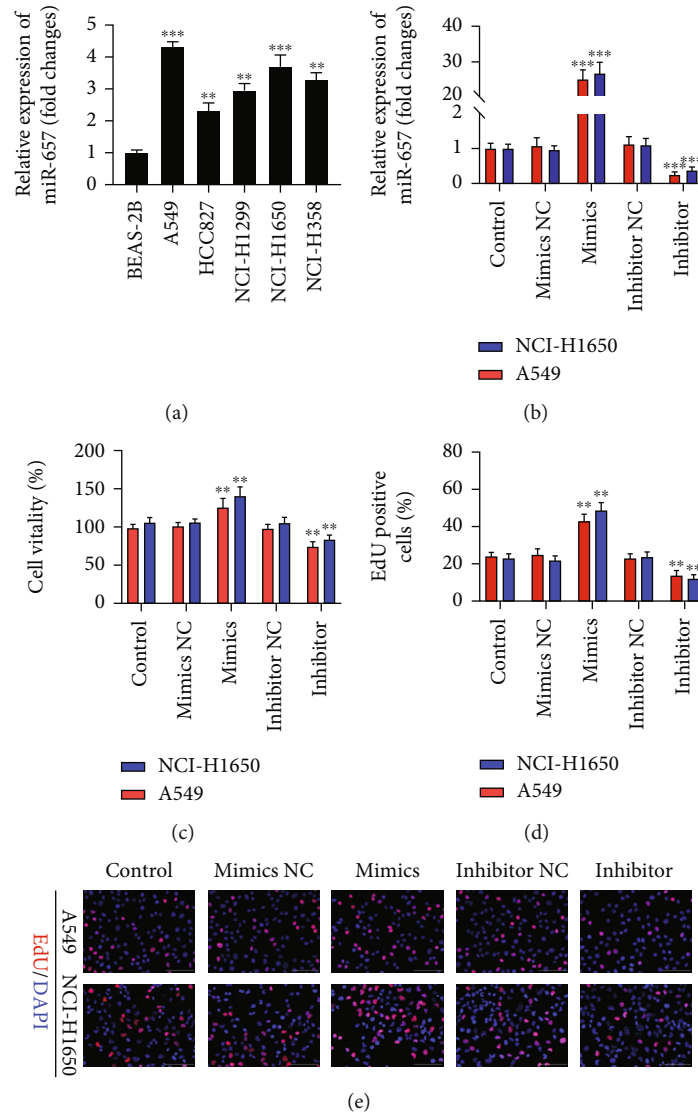 Relative expression of
miR-657 (fold changes)
5
4
3
2
1
0
***
**
**
***
**
BEAS-2B
A549
HCC827
NCI-H1299
NCI-H1650
NCI-H358
(a)
Relative expression of
miR-657 (fold changes)
40
30
20
2
1
0
***
***
***
***
Control
Mimics NC
Mimics
Inhibitor NC
Inhibitor
NCI-H1650
A549
(b)
Cell vitality (%)
200
150
100
50
0
**
**
**
**
Control
Mimics NC
Mimics
Inhibitor NC
Inhibitor
NCI-H1650
A549
(c)
EdU positive
cells (%)
80
60
40
20
0
**
**
**
**
Control
Mimics NC
Mimics
Inhibitor NC
Inhibitor
NCI-H1650
A549
(d)
Control Mimics NC Mimics Inhibitor NC Inhibitor
EdU/DAPI
A549
NCI-H1650
(e)